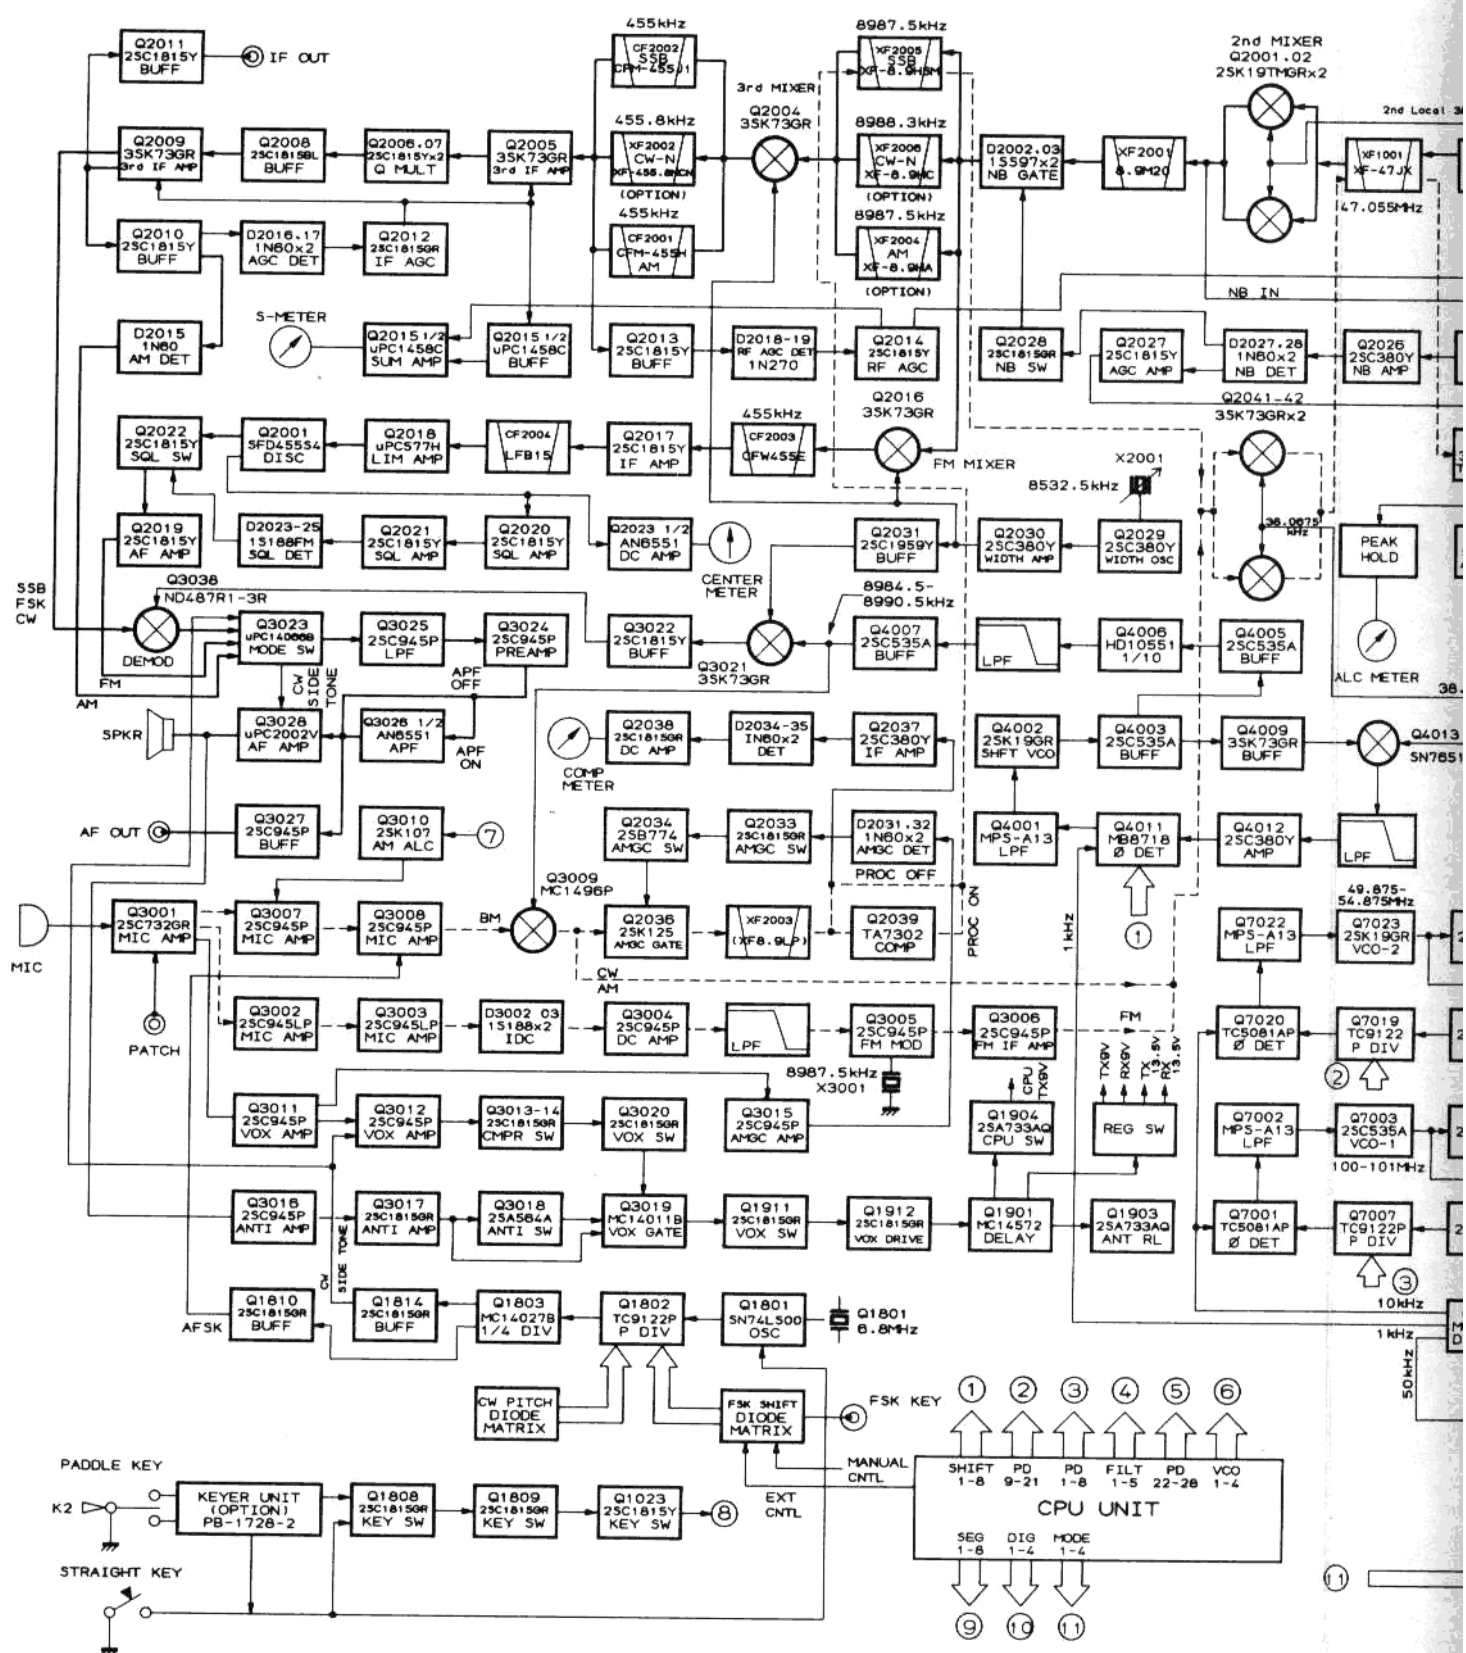 Q2011
2SC1815Y
BUFF
IF OUT
455kHz
CF2002
SSB
CFM-455J1
8987.5kHz
XF2005
SSB
XF-8.9HSM
2nd MIXER
Q2001.02
2SK19TMGRx2
3rd MIXER
Q2004
3SK73GR
2nd Local
Q2009
3SK73GR
3rd IF AMP
Q2008
2SC1815BL
BUFF
Q2006.07
2SC1815Yx2
Q MULT
Q2005
3SK73GR
3rd IF AMP
455.8kHz
XF2002
CW-N
XF-455.8MCN
(OPTION)
8988.3kHz
XF2006
CW-N
XF-8.9HC
(OPTION)
D2002.03
1SS97x2
NB GATE
XF2001
8.9M20
XF1001
XF-47JX
47.055MHz
Q2010
2SC1815Y
BUFF
D2016.17
1N60x2
AGC DET
Q2012
2SC1815GR
IF AGC
455kHz
CF2001
CFM-455H
AM
8987.5kHz
XF2004
AM
XF-8.9HA
(OPTION)
NB IN
D2015
1N60
AM DET
S-METER
Q2015 1/2
uPC1458C
SUM AMP
Q2015 1/2
uPC1458C
BUFF
Q2013
2SC1815Y
BUFF
D2018-19
RF AGC DET
1N270
Q2014
2SC1815Y
RF AGC
Q2028
2SC1815GR
NB SW
Q2027
2SC1815Y
AGC AMP
D2027.28
1N60x2
NB DET
Q2026
2SC380Y
NB AMP
Q2016
3SK73GR
Q2041-42
3SK73GRx2
Q2022
2SC1815Y
SQL SW
Q2001
SFD455S4
DISC
Q2018
uPC577H
LIM AMP
CF2004
LFB15
Q2017
2SC1815Y
IF AMP
455kHz
CF2003
CFW455E
FM MIXER
X2001
8532.5kHz
Q2019
2SC1815Y
AF AMP
D2023-25
1S188FM
SQL DET
Q2021
2SC1815Y
SQL AMP
Q2020
2SC1815Y
SQL AMP
Q2023 1/2
AN6551
DC AMP
CENTER
METER
Q2031
2SC1959Y
BUFF
Q2030
2SC380Y
WIDTH AMP
Q2029
2SC380Y
WIDTH OSC
38.0675
kHz
PEAK
HOLD
SSB
FSK
CW
Q3038
ND487R1-3R
DEMOD
Q3023
uPC14066B
MODE SW
Q3025
2SC945P
LPF
Q3024
2SC945P
PREAMP
Q3022
2SC1815Y
BUFF
Q3021
3SK73GR
8984.5-
8990.5kHz
Q4007
2SC535A
BUFF
LPF
Q4006
HD10551
1/10
Q4005
2SC535A
BUFF
ALC METER
38.
FM
AM
CW
SIDE
TONE
APF
OFF
SPKR
Q3028
uPC2002V
AF AMP
Q3026 1/2
AN6551
APF
APF
ON
COMP
METER
Q2038
2SC1815GR
DC AMP
D2034-35
1N60x2
DET
Q2037
2SC380Y
IF AMP
Q4002
2SK19GR
SHFT VCO
Q4003
2SC535A
BUFF
Q4009
3SK73GR
BUFF
Q4013
SN7651
AF OUT
Q3027
2SC945P
BUFF
Q3010
2SK107
AM ALC
7
Q2034
2SB774
AMGC SW
Q2033
2SC1815GR
AMGC SW
D2031.32
1N60x2
AMGC DET
PROC OFF
Q4001
MPS-A13
LPF
Q4011
MB8718
Ø DET
Q4012
2SC380Y
AMP
LPF
1
1kHz
PROC ON
MIC
Q3001
2SC732GR
MIC AMP
Q3007
2SC945P
MIC AMP
Q3008
2SC945P
MIC AMP
BM
Q3009
MC1496P
Q2036
2SK125
AMGC GATE
XF2003
(XF8.9LP)
Q2039
TA7302
COMP
CW
AM
49.875-
54.875MHz
Q7022
MPS-A13
LPF
Q7023
2SK19GR
VCO-2
PATCH
Q3002
2SC945LP
MIC AMP
Q3003
2SC945LP
MIC AMP
D3002 03
1S188x2
IDC
Q3004
2SC945P
DC AMP
LPF
Q3005
2SC945P
FM MOD
Q3006
2SC945P
FM IF AMP
FM
8987.5kHz
X3001
CPU
TX9V
TX9V
RX9V
TX
13.5V
RX
13.5V
Q7020
TC5081AP
Ø DET
Q7019
TC9122
P DIV
2
Q3011
2SC945P
VOX AMP
Q3012
2SC945P
VOX AMP
Q3013-14
2SC1815GR
CMPR SW
Q3020
2SC1815GR
VOX SW
Q3015
2SC945P
AMGC AMP
Q1904
2SA733AQ
CPU SW
REG SW
Q7002
MPS-A13
LPF
Q7003
2SC535A
VCO-1
100-101MHz
Q3016
2SC945P
ANTI AMP
Q3017
2SC1815GR
ANTI AMP
Q3018
2SA564A
ANTI SW
Q3019
MC14011B
VOX GATE
Q1911
2SC1815GR
VOX SW
Q1912
2SC1815GR
VOX DRIVE
Q1901
MC14572
DELAY
Q1903
2SA733AQ
ANT RL
Q7001
TC5081AP
Ø DET
Q7007
TC9122P
P DIV
3
CW
SIDE TONE
AFSK
Q1810
2SC1815GR
BUFF
Q1814
2SC1815GR
BUFF
Q1803
MC14027B
1/4 DIV
Q1802
TC9122P
P DIV
Q1801
SN74LS00
OSC
Q1801
6.8MHz
10kHz
1kHz
50kHz
CW PITCH
DIODE
MATRIX
FSK SHIFT
DIODE
MATRIX
FSK KEY
MANUAL
CNTL
EXT
CNTL
1 2 3 4 5 6
SHIFT
1-8
PD
9-21
PD
1-8
FILT
1-5
PD
22-28
VCO
1-4
CPU UNIT
SEG
1-8
DIG
1-4
MODE
1-4
9 10 11
11
PADDLE KEY
K2
KEYER UNIT
(OPTION)
PB-1728-2
Q1808
2SC1815GR
KEY SW
Q1809
2SC1815GR
KEY SW
Q1023
2SC1815Y
KEY SW
8
STRAIGHT KEY